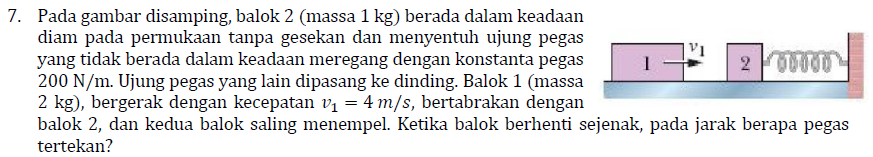 7. Pada gambar disamping, balok 2 (massa 1 kg) berada dalam keadaan
diam pada permukaan tanpa gesekan dan menyentuh ujung pegas
yang tidak berada dalam keadaan meregang dengan konstanta pegas
200 N/m. Ujung pegas yang lain dipasang ke dinding. Balok 1 (massa
2 kg), bergerak dengan kecepatan v₁ = 4 m/s, bertabrakan dengan
balok 2, dan kedua balok saling menempel. Ketika balok berhenti sejenak, pada jarak berapa pegas
tertekan?
1 v₁ 2